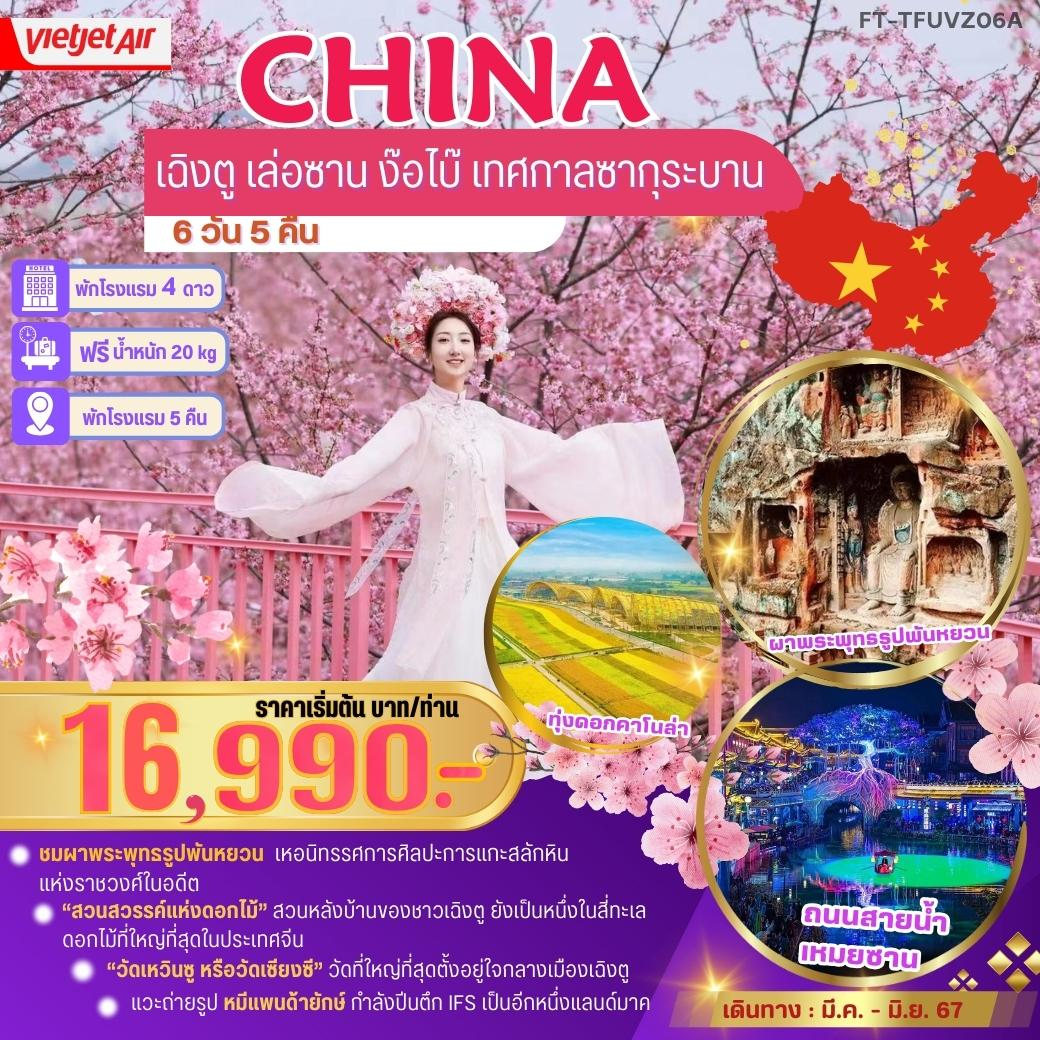 vietjetAir
FT-TFUVZ06A
CHINA
เฉิงตู เล่อซาน ง๊อไบ๊ เทศกาลซากุระบาน
6 วัน 5 คืน
HOTEL
พักโรงแรม 4 ดาว
ฟรี น้ำหนัก 20 kg
พักโรงแรม 5 คืน
ผาพระพุทธรูปพันหยวน
ทุ่งดอกคาโนล่า
ราคาเริ่มต้น บาท/ท่าน
16,990.-
ชมผาพระพุทธรูปพันหยวน เหอนิทรรศการศิลปะการแกะสลักหิน
แห่งราชวงศ์ในอดีต
“สวนสวรรค์แห่งดอกไม้” สวนหลังบ้านของชาวเฉิงตู ยังเป็นหนึ่งในสี่ทะเล
ดอกไม้ที่ใหญ่ที่สุดในประเทศจีน
“วัดเหวินซู หรือวัดเซียงซี” วัดที่ใหญ่ที่สุดตั้งอยู่ใจกลางเมืองเฉิงตู
แวะถ่ายรูป หมีแพนด้ายักษ์ กำลังปีนตึก IFS เป็นอีกหนึ่งแลนด์มาค
ถนนสายน้ำ
เหมยซาน
เดินทาง : มี.ค. - มิ.ย. 67